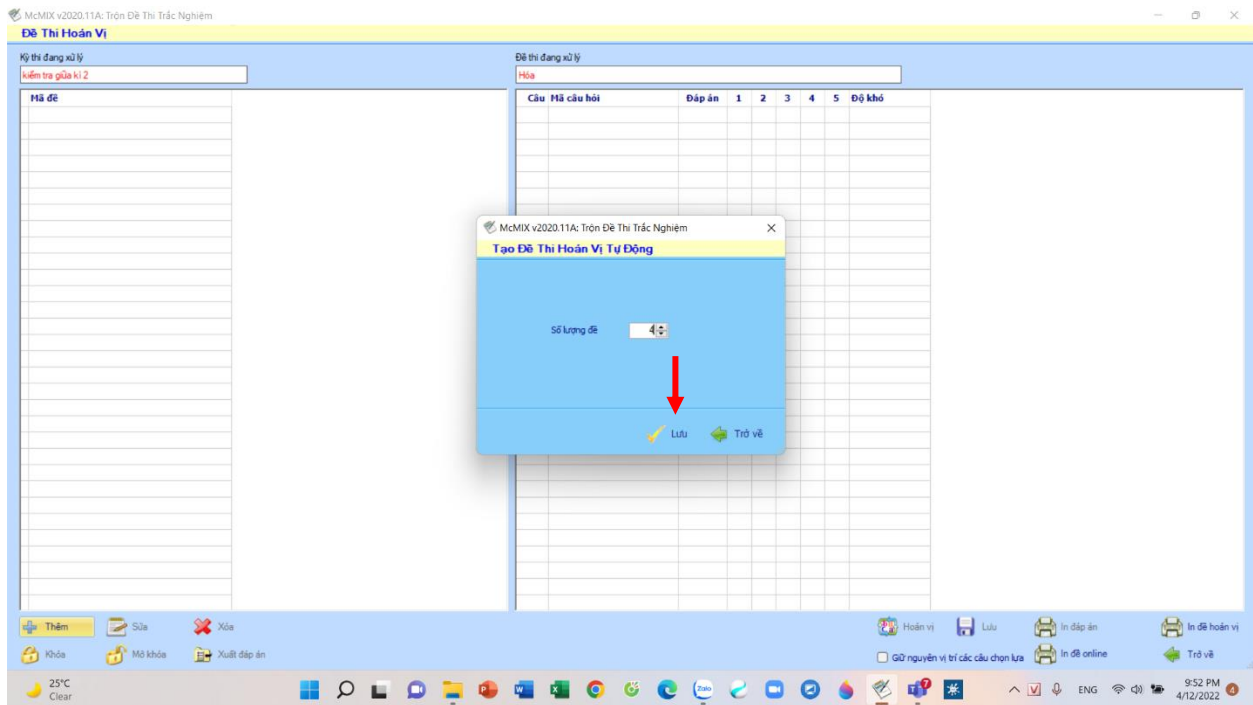 McMIX v2020.11A: Trộn Đề Thi Trắc Nghiệm
Đề Thi Hoán Vị
Kỳ thi đang xử lý
Đề thi đang xử lý
kiểm tra giữa kì 2
Hóa
Mã đề
Câu Mã câu hỏi Đáp án 1 2 3 4 5 Độ khó
McMIX v2020.11A: Trộn Đề Thi Trắc Nghiệm
Tạo Đề Thi Hoán Vị Tự Động
Số lượng đề 4
Lưu Trở về
Thêm Sửa Xóa Hoán vị Lưu In đáp án In đề hoán vị
Khóa Mở khóa Xuất đáp án Giữ nguyên vị trí các câu chọn lựa In đề online Trở về
25°C
Clear
Zalo
7
ENG
9:52 PM
4/12/2022
4